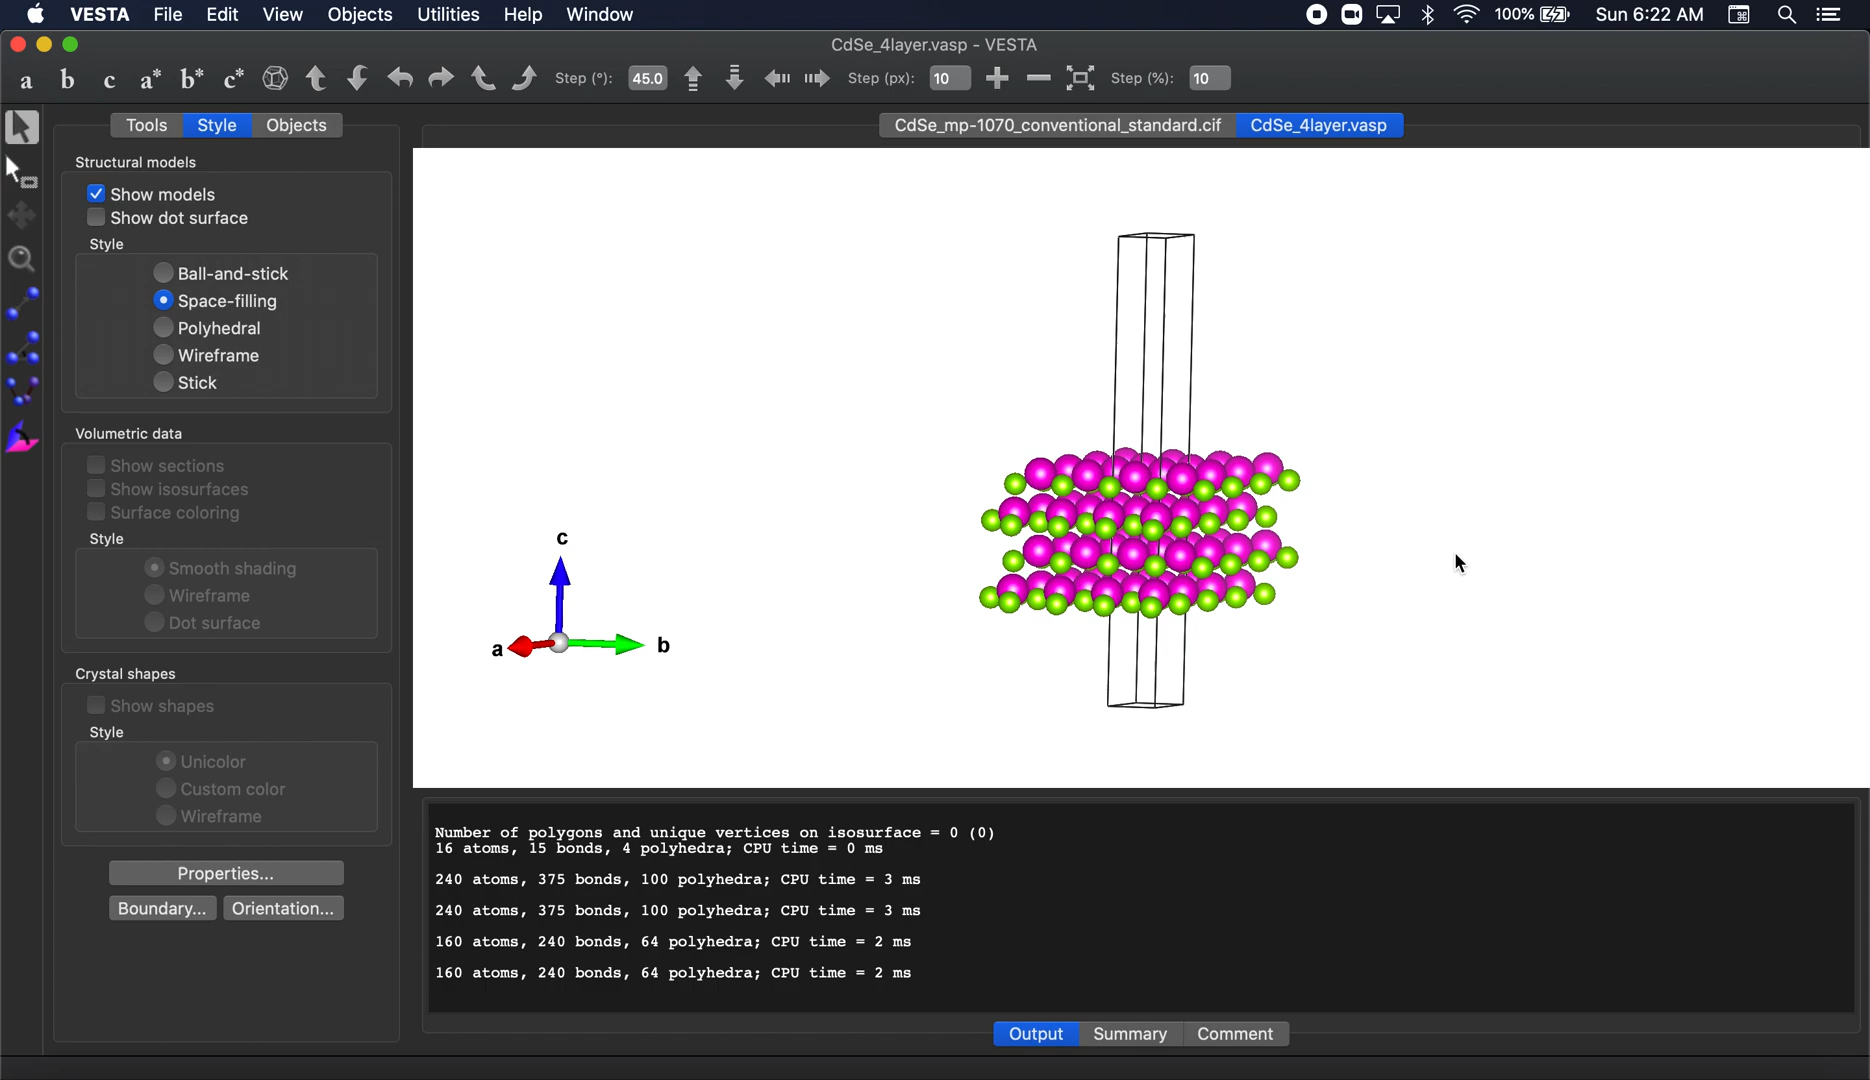 VESTA File Edit View Objects Utilities Help Window 100% Sun 6:22 AM
CdSe_4layer.vasp - VESTA
a b c a* b* c* Step (°): 45.0 Step (px): 10 Step (%): 10
Tools Style Objects
CdSe_mp-1070_conventional_standard.cif CdSe_4layer.vasp
Structural models
Show models
Show dot surface
Style
Ball-and-stick
Space-filling
Polyhedral
Wireframe
Stick
Volumetric data
Show sections
Show isosurfaces
Surface coloring
Style
Smooth shading
Wireframe
Dot surface
Crystal shapes
Show shapes
Style
Unicolor
Custom color
Wireframe
Properties...
Boundary... Orientation...
c
a b
Number of polygons and unique vertices on isosurface = 0 (0)
16 atoms, 15 bonds, 4 polyhedra; CPU time = 0 ms
240 atoms, 375 bonds, 100 polyhedra; CPU time = 3 ms
240 atoms, 375 bonds, 100 polyhedra; CPU time = 3 ms
160 atoms, 240 bonds, 64 polyhedra; CPU time = 2 ms
160 atoms, 240 bonds, 64 polyhedra; CPU time = 2 ms
Output Summary Comment